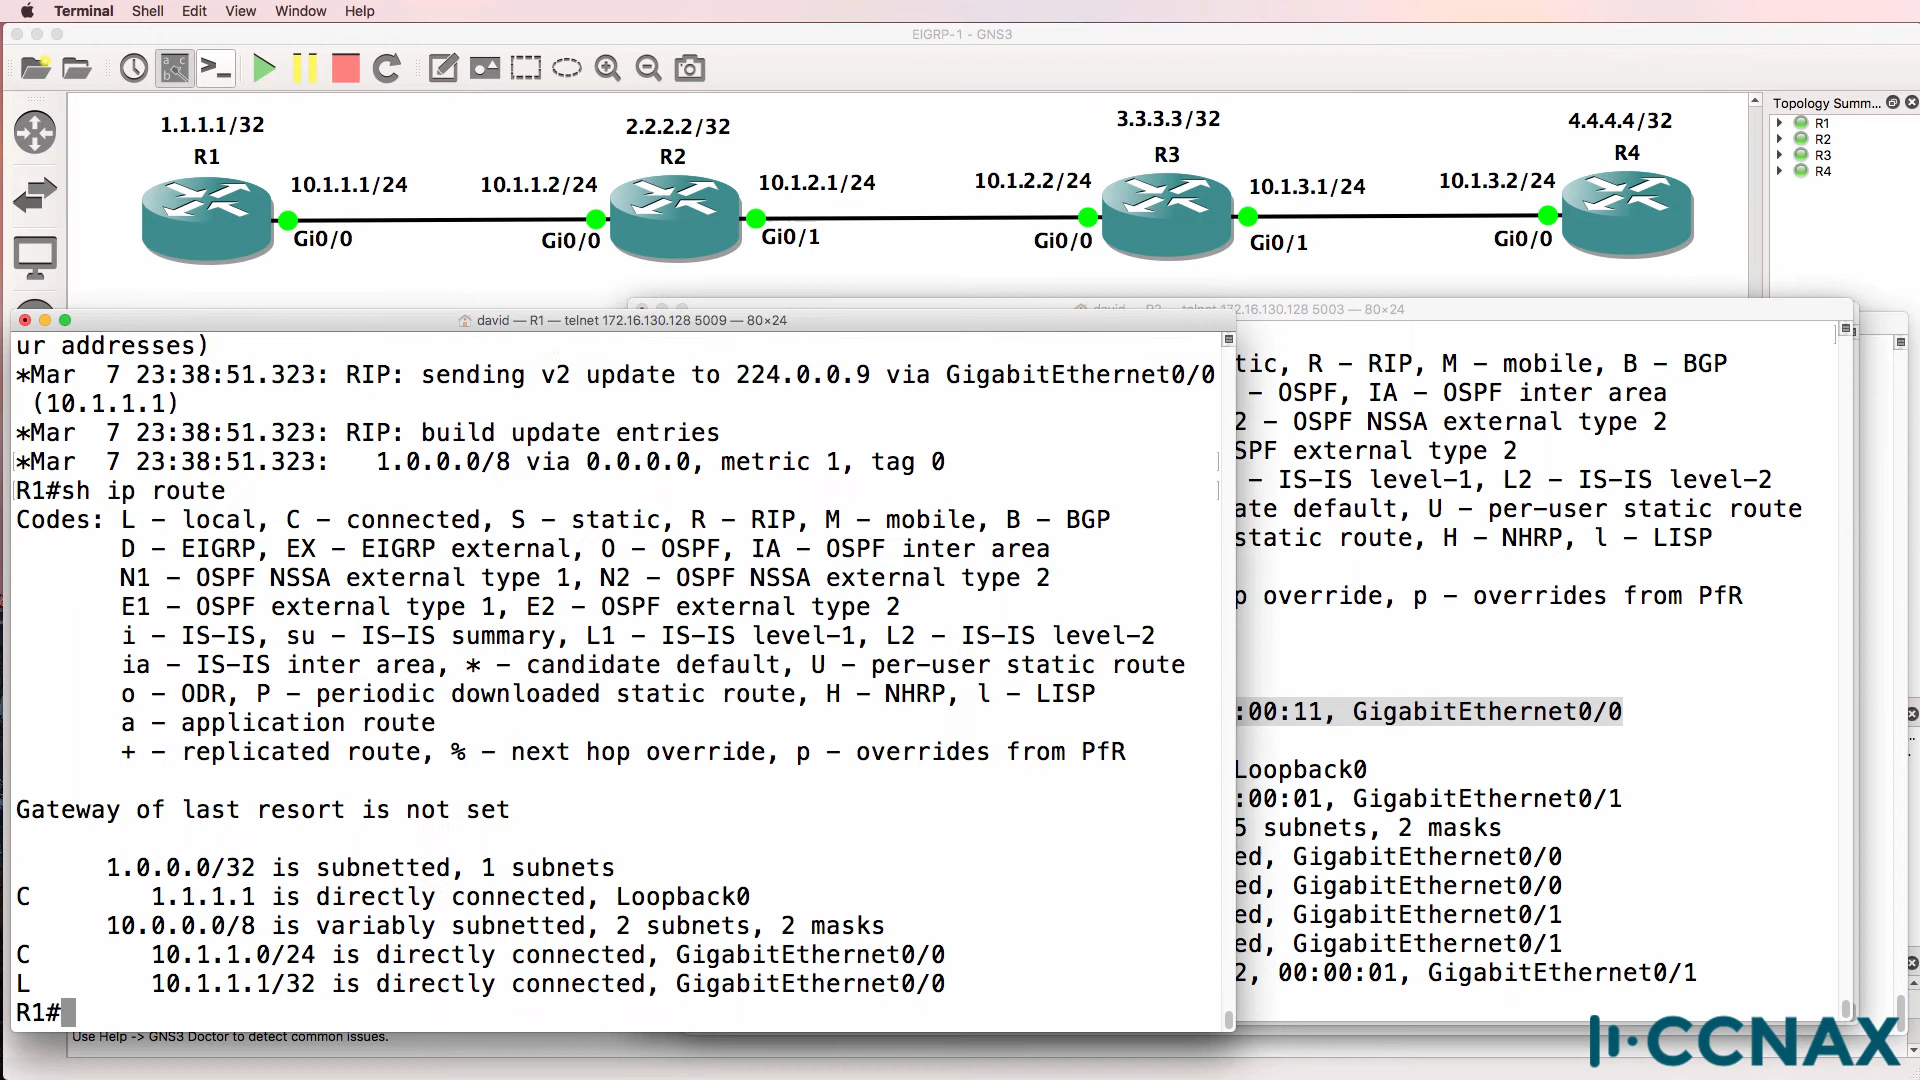 Terminal Shell Edit View Window Help
EIGRP-1 - GNS3
Topology Summ...
R1
R2
R3
R4
1.1.1.1/32
R1
10.1.1.1/24
Gi0/0
2.2.2.2/32
R2
10.1.1.2/24
Gi0/0
10.1.2.1/24
Gi0/1
3.3.3.3/32
R3
10.1.2.2/24
Gi0/0
10.1.3.1/24
Gi0/1
4.4.4.4/32
R4
10.1.3.2/24
Gi0/0
david — R1 — telnet 172.16.130.128 5009 — 80×24
ur addresses)
*Mar  7 23:38:51.323: RIP: sending v2 update to 224.0.0.9 via GigabitEthernet0/0
 (10.1.1.1)
*Mar  7 23:38:51.323: RIP: build update entries
*Mar  7 23:38:51.323:   1.0.0.0/8 via 0.0.0.0, metric 1, tag 0
R1#sh ip route
Codes: L - local, C - connected, S - static, R - RIP, M - mobile, B - BGP
       D - EIGRP, EX - EIGRP external, O - OSPF, IA - OSPF inter area
       N1 - OSPF NSSA external type 1, N2 - OSPF NSSA external type 2
       E1 - OSPF external type 1, E2 - OSPF external type 2
       i - IS-IS, su - IS-IS summary, L1 - IS-IS level-1, L2 - IS-IS level-2
       ia - IS-IS inter area, * - candidate default, U - per-user static route
       o - ODR, P - periodic downloaded static route, H - NHRP, l - LISP
       a - application route
       + - replicated route, % - next hop override, p - overrides from PfR
Gateway of last resort is not set
      1.0.0.0/32 is subnetted, 1 subnets
C        1.1.1.1 is directly connected, Loopback0
      10.0.0.0/8 is variably subnetted, 2 subnets, 2 masks
C        10.1.1.0/24 is directly connected, GigabitEthernet0/0
L        10.1.1.1/32 is directly connected, GigabitEthernet0/0
R1#
telnet 172.16.130.128 5003 — 80×24
tic, R - RIP, M - mobile, B - BGP
- OSPF, IA - OSPF inter area
2 - OSPF NSSA external type 2
SPF external type 2
- IS-IS level-1, L2 - IS-IS level-2
ate default, U - per-user static route
static route, H - NHRP, l - LISP
p override, p - overrides from PfR
:00:11, GigabitEthernet0/0
Loopback0
:00:01, GigabitEthernet0/1
5 subnets, 2 masks
ed, GigabitEthernet0/0
ed, GigabitEthernet0/0
ed, GigabitEthernet0/1
ed, GigabitEthernet0/1
2, 00:00:01, GigabitEthernet0/1
Use Help -> GNS3 Doctor to detect common issues.
CCNAX